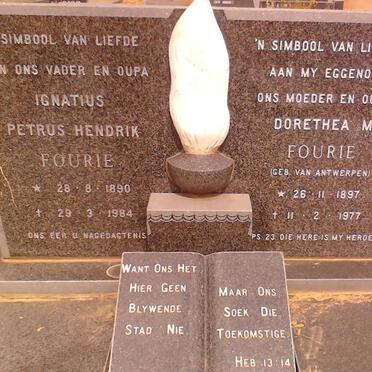 SIMBOOL VAN LIEFDE
N ONS VADER EN OUPA
IGNATIUS
PETRUS HENDRIK
FOURIE
* 28-8-1890
† 29-3-1984
ONS EER U NAGEDAGTENIS
'N SIMBOOL VAN LI
AAN MY EGGENO
ONS MOEDER EN O
DORETHEA M
FOURIE
(GEB. VAN ANTWERPEN)
* 26-11-1897
† 11-2-1977
PS. 23. DIE HERE IS MY HERDE
WANT ONS HET
HIER GEEN
BLYWENDE
STAD NIE.
MAAR ONS
SOEK DIE
TOEKOMSTIGE.
HEB. 13:14